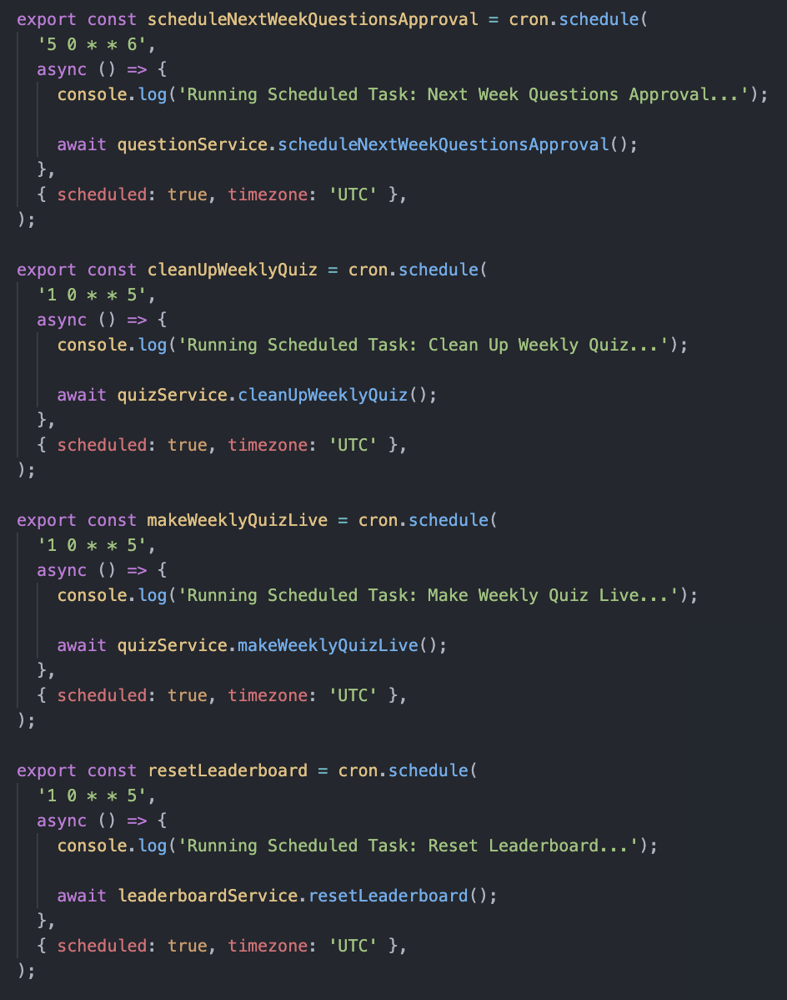 export const scheduleNextWeekQuestionsApproval = cron.schedule(
  '5 0 * * 6',
  async () => {
    console.log('Running Scheduled Task: Next Week Questions Approval...');

    await questionService.scheduleNextWeekQuestionsApproval();
  },
  { scheduled: true, timezone: 'UTC' },
);

export const cleanUpWeeklyQuiz = cron.schedule(
  '1 0 * * 5',
  async () => {
    console.log('Running Scheduled Task: Clean Up Weekly Quiz...');

    await quizService.cleanUpWeeklyQuiz();
  },
  { scheduled: true, timezone: 'UTC' },
);

export const makeWeeklyQuizLive = cron.schedule(
  '1 0 * * 5',
  async () => {
    console.log('Running Scheduled Task: Make Weekly Quiz Live...');

    await quizService.makeWeeklyQuizLive();
  },
  { scheduled: true, timezone: 'UTC' },
);

export const resetLeaderboard = cron.schedule(
  '1 0 * * 5',
  async () => {
    console.log('Running Scheduled Task: Reset Leaderboard...');

    await leaderboardService.resetLeaderboard();
  },
  { scheduled: true, timezone: 'UTC' },
);